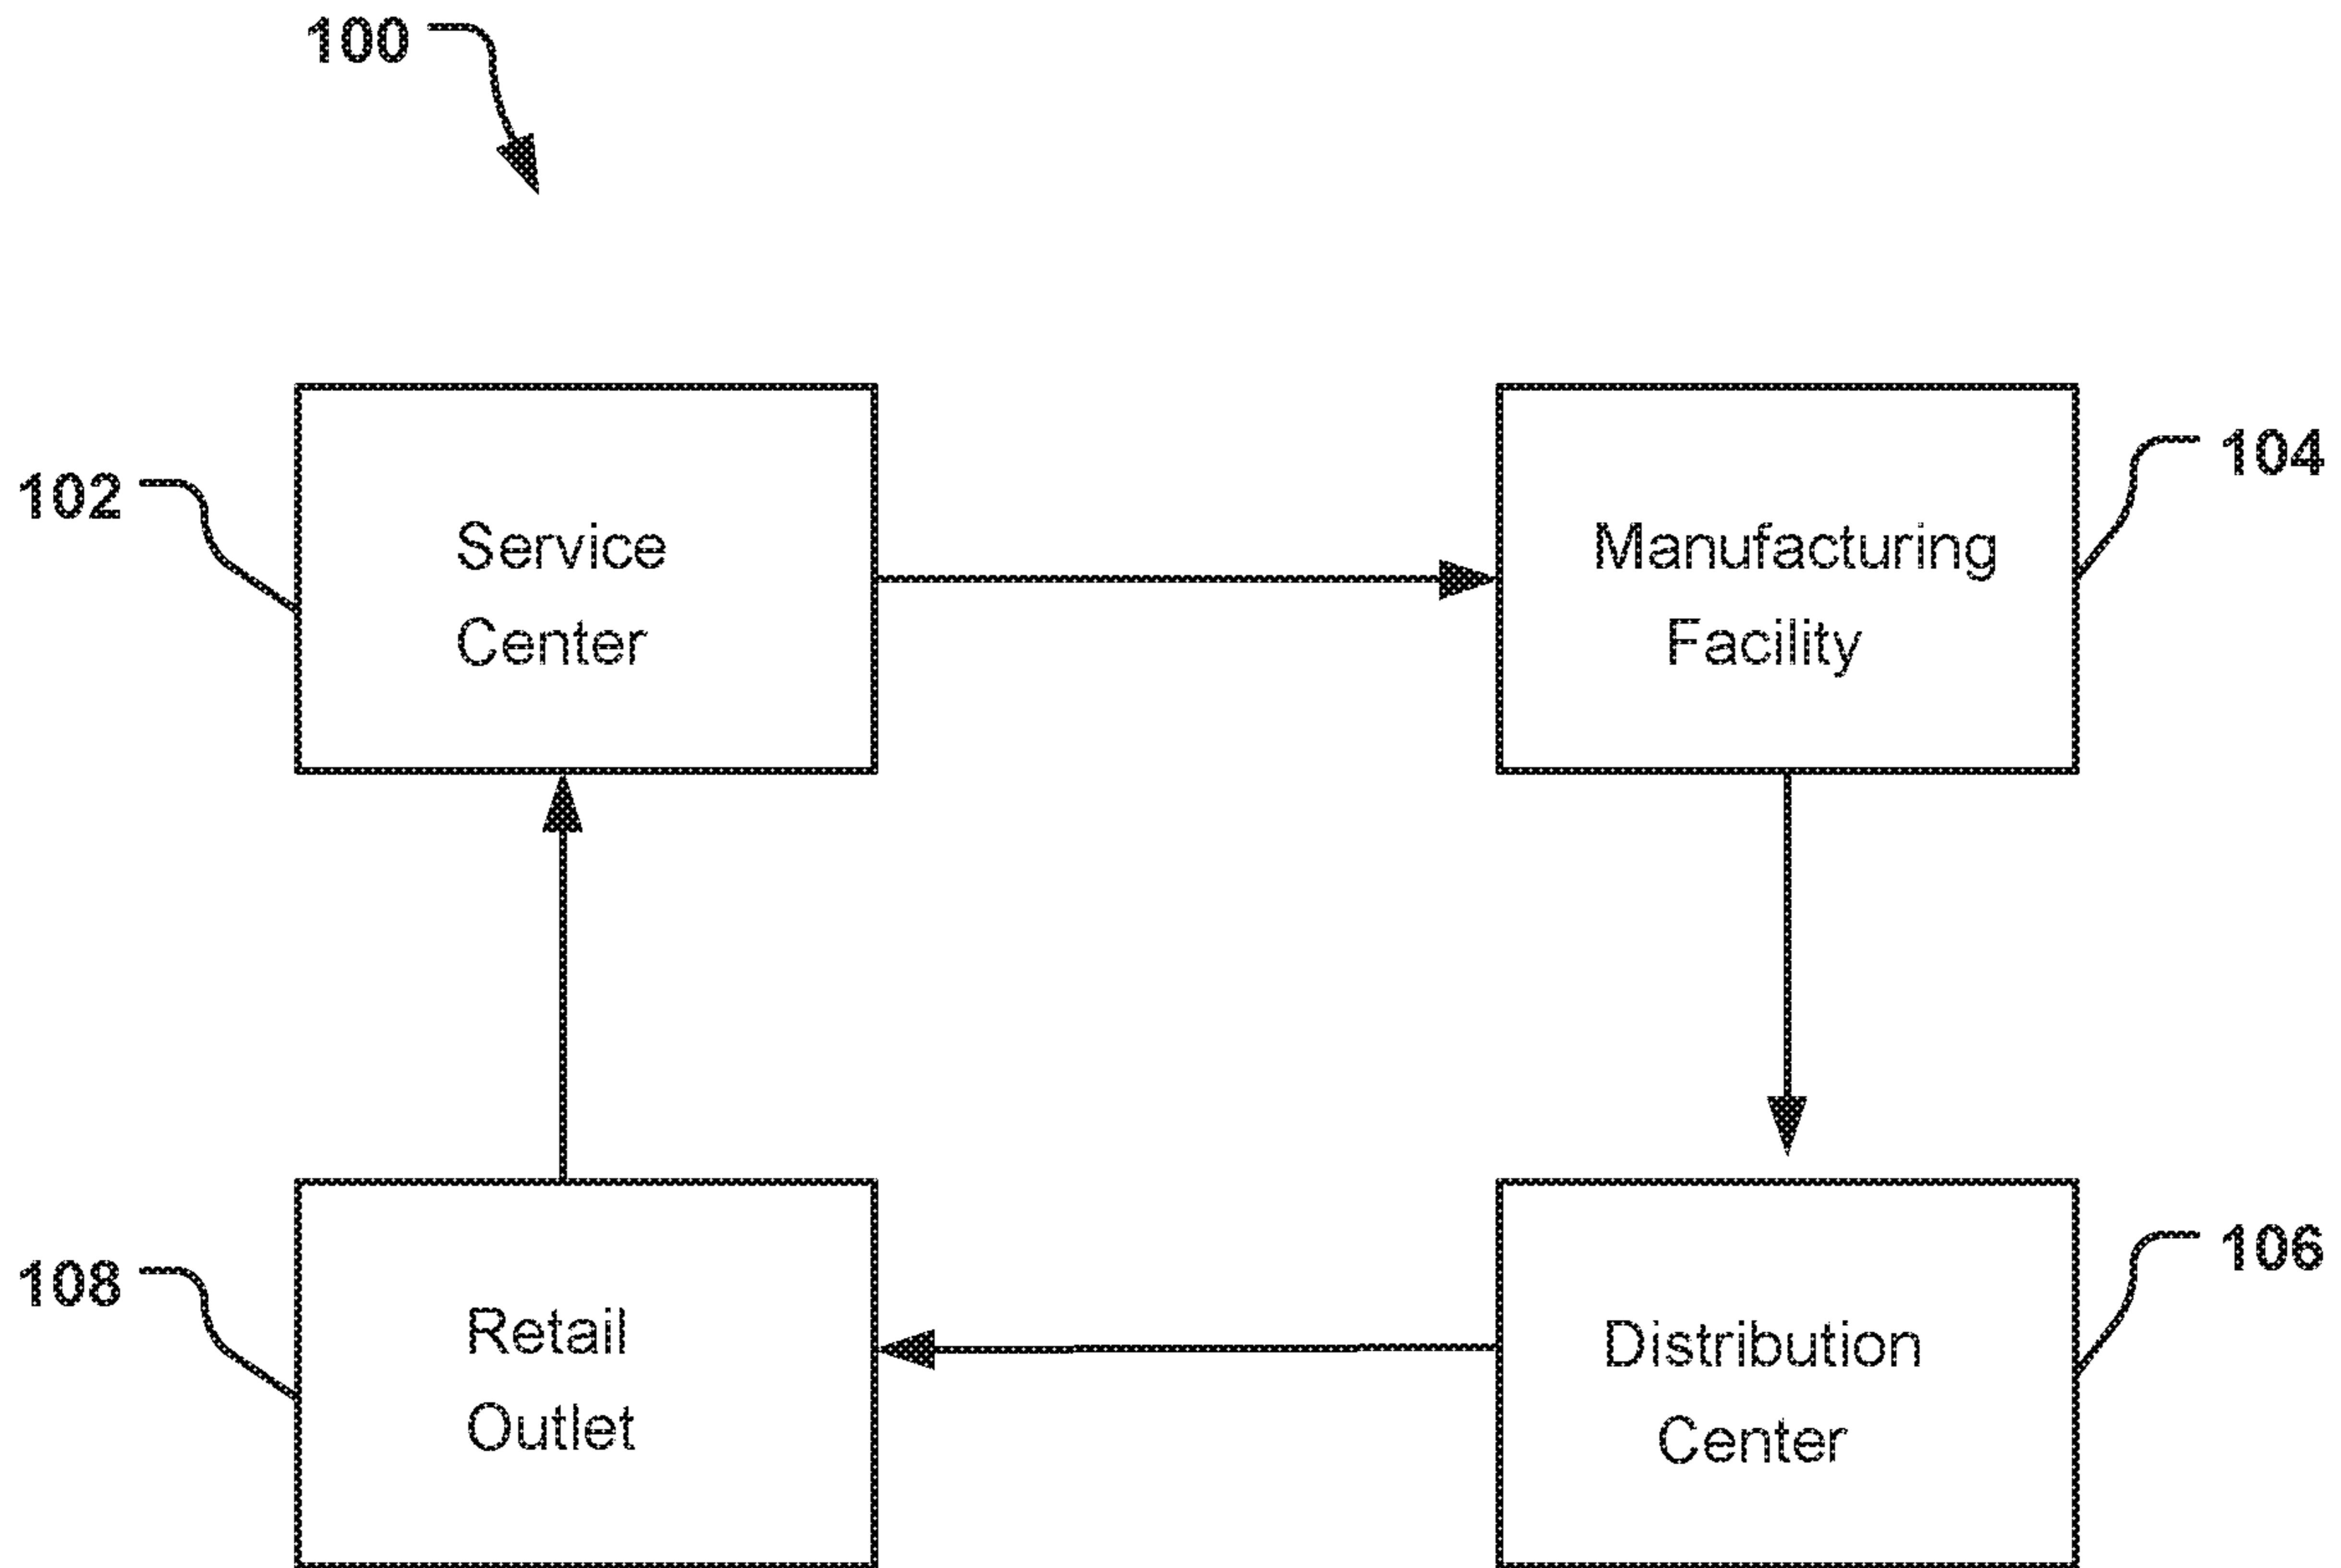 100
102
Service
Center
Manufacturing
Facility
104
108
Retail
Outlet
Distribution
Center
106